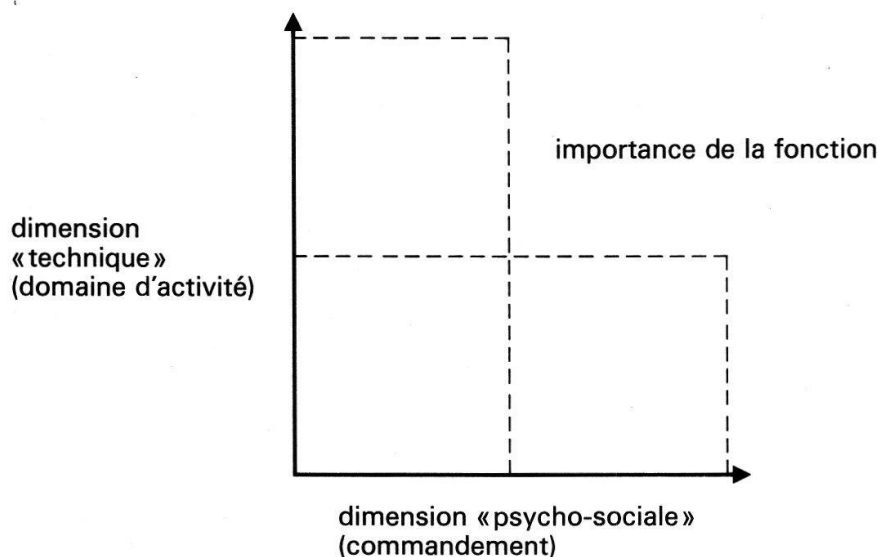 importance de la fonction
dimension
«technique»
(domaine d'activité)
dimension «psycho-sociale»
(commandement)